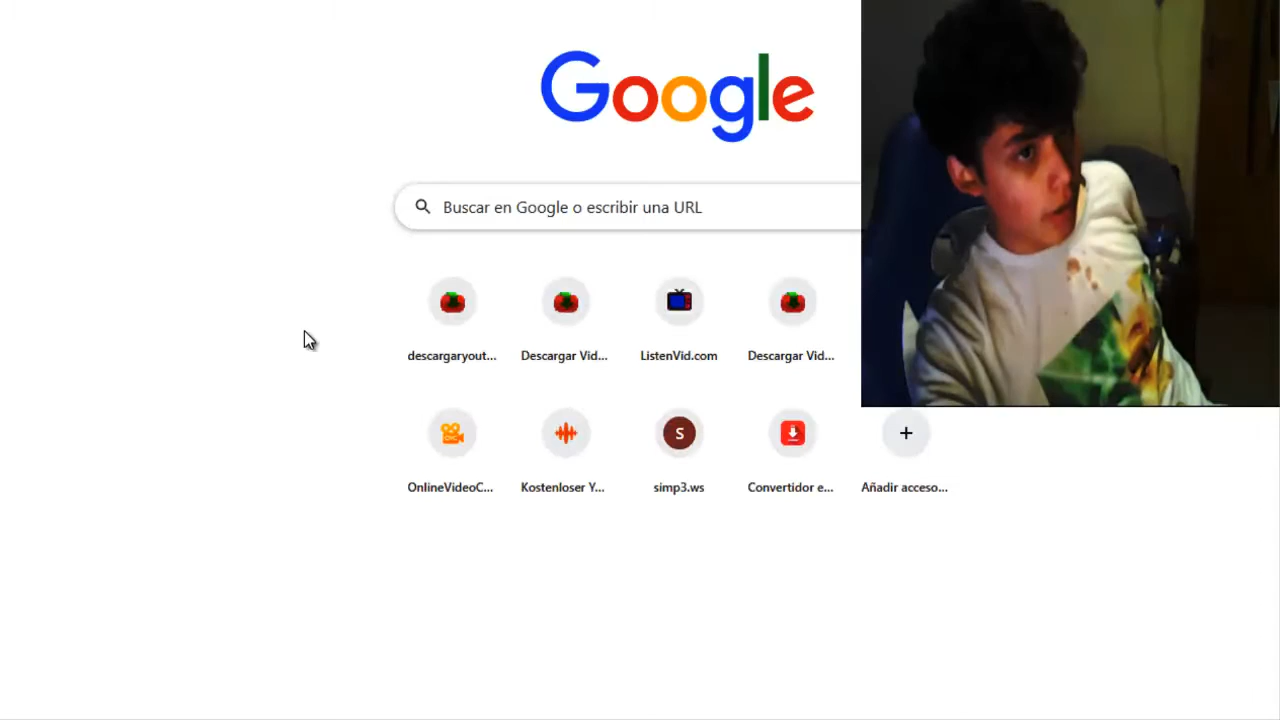 Google
Buscar en Google o escribir una URL
descargaryout...
Descargar Vid...
ListenVid.com
Descargar Vid...
OnlineVideoC...
Kostenloser Y...
S
simp3.ws
Convertidor e...
Añadir acceso...